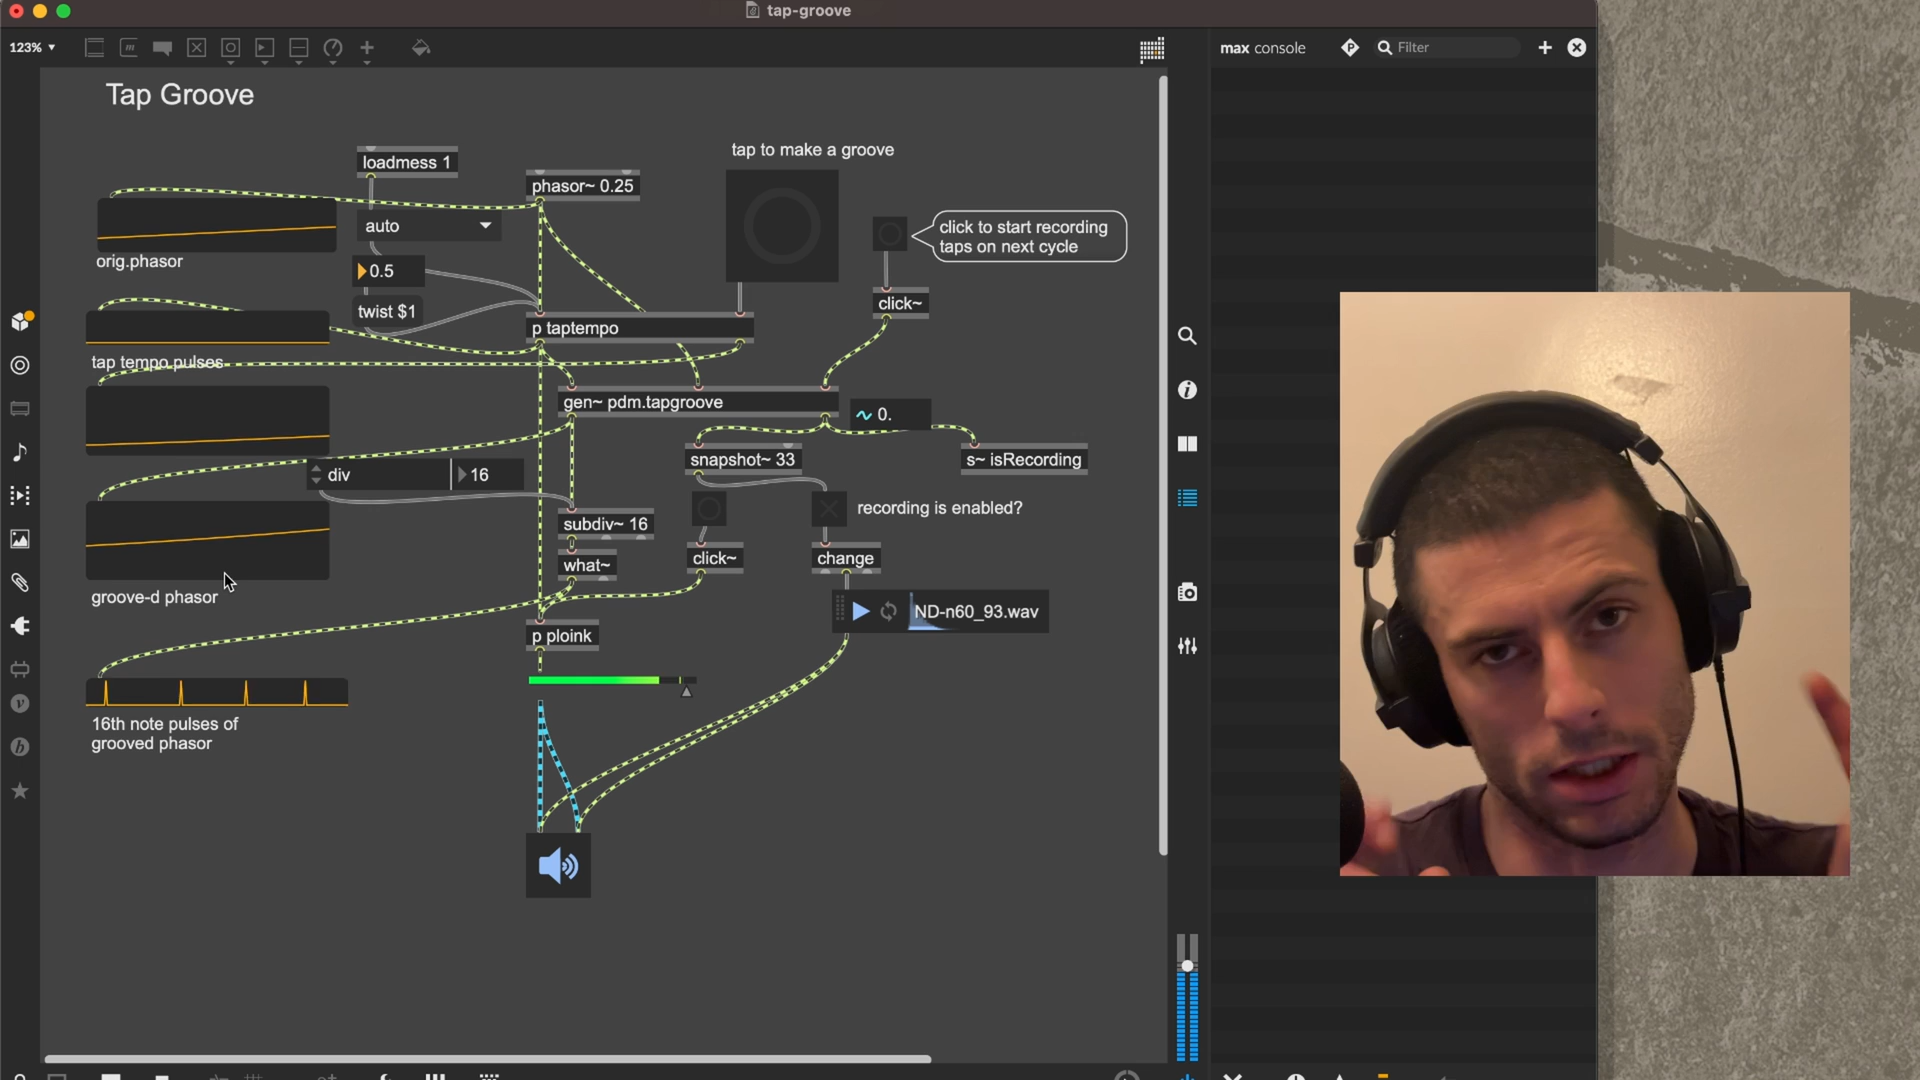 tap-groove
123%
max console
Filter
Tap Groove
loadmess 1
phasor~ 0.25
tap to make a groove
auto
click to start recording
taps on next cycle
orig.phasor
0.5
twist $1
click~
p taptempo
tap tempo pulses
gen~ pdm.tapgroove
0.
snapshot~ 33
s~ isRecording
div
16
subdiv~ 16
recording is enabled?
what~
click~
change
groove-d phasor
ND-n60_93.wav
p ploink
16th note pulses of
grooved phasor